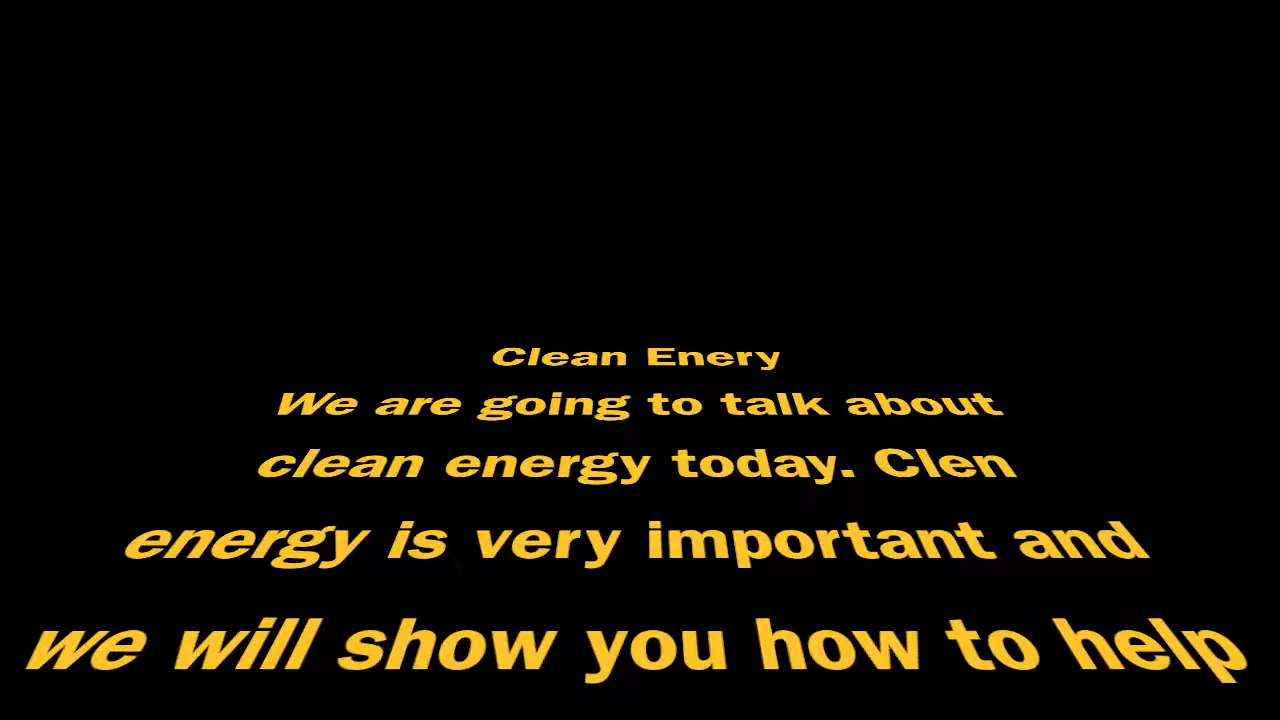 Clean Enery
We are going to talk about
clean energy today. Clen
energy is very important and
we will show you how to help